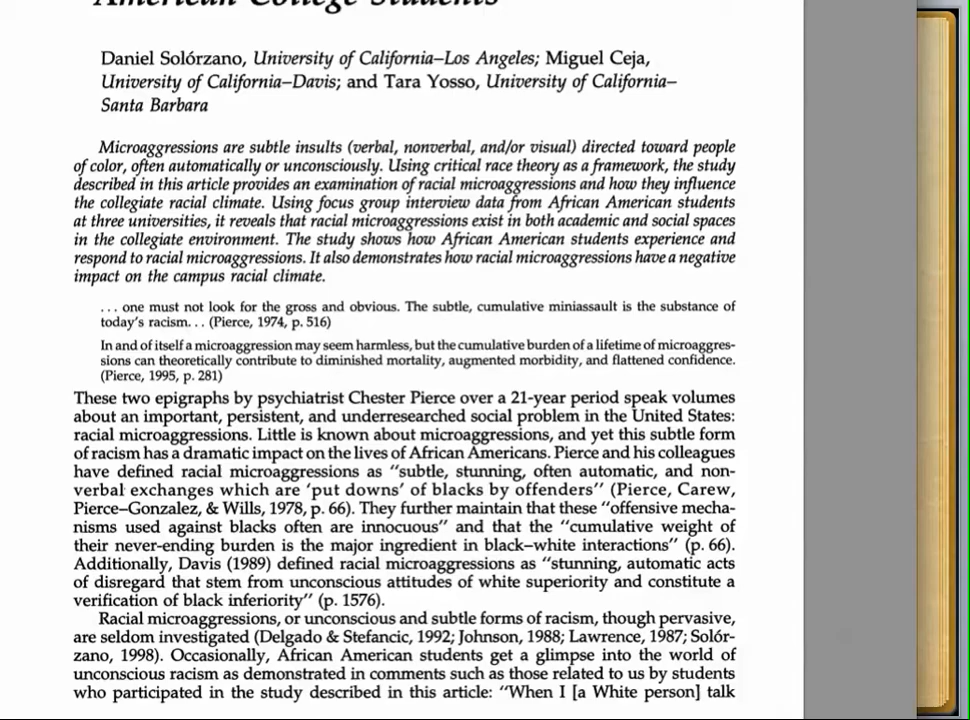 American College Students
Daniel Solórzano, University of California–Los Angeles; Miguel Ceja,
University of California–Davis; and Tara Yosso, University of California–
Santa Barbara
Microaggressions are subtle insults (verbal, nonverbal, and/or visual) directed toward people
of color, often automatically or unconsciously. Using critical race theory as a framework, the study
described in this article provides an examination of racial microaggressions and how they influence
the collegiate racial climate. Using focus group interview data from African American students
at three universities, it reveals that racial microaggressions exist in both academic and social spaces
in the collegiate environment. The study shows how African American students experience and
respond to racial microaggressions. It also demonstrates how racial microaggressions have a negative
impact on the campus racial climate.
. . . one must not look for the gross and obvious. The subtle, cumulative miniassault is the substance of
today's racism. . . (Pierce, 1974, p. 516)
In and of itself a microaggression may seem harmless, but the cumulative burden of a lifetime of microaggres-
sions can theoretically contribute to diminished mortality, augmented morbidity, and flattened confidence.
(Pierce, 1995, p. 281)
These two epigraphs by psychiatrist Chester Pierce over a 21-year period speak volumes
about an important, persistent, and underresearched social problem in the United States:
racial microaggressions. Little is known about microaggressions, and yet this subtle form
of racism has a dramatic impact on the lives of African Americans. Pierce and his colleagues
have defined racial microaggressions as “subtle, stunning, often automatic, and non-
verbal exchanges which are ‘put downs’ of blacks by offenders” (Pierce, Carew,
Pierce–Gonzalez, & Wills, 1978, p. 66). They further maintain that these “offensive mecha-
nisms used against blacks often are innocuous” and that the “cumulative weight of
their never-ending burden is the major ingredient in black–white interactions” (p. 66).
Additionally, Davis (1989) defined racial microaggressions as “stunning, automatic acts
of disregard that stem from unconscious attitudes of white superiority and constitute a
verification of black inferiority” (p. 1576).
Racial microaggressions, or unconscious and subtle forms of racism, though pervasive,
are seldom investigated (Delgado & Stefancic, 1992; Johnson, 1988; Lawrence, 1987; Solór-
zano, 1998). Occasionally, African American students get a glimpse into the world of
unconscious racism as demonstrated in comments such as those related to us by students
who participated in the study described in this article: “When I [a White person] talk